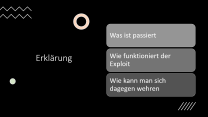 Erklärung
Was ist passiert
Wie funktioniert der
Exploit
Wie kann man sich
dagegen wehren